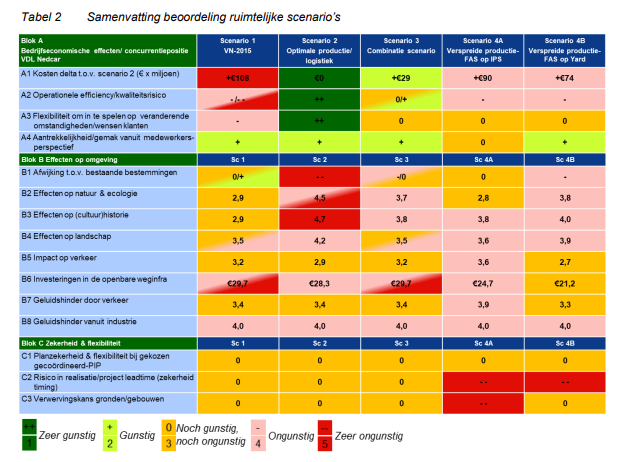 Tabel 2 Samenvatting beoordeling ruimtelijke scenario's
Blok A Scenario 1 Scenario 2 Scenario 3 Scenario 4A Scenario 4B
Bedrijfseconomische effecten/ concurrentiepositie VN-2015 Optimale productie/ Combinatie scenario Verspreide productie- Verspreide productie-
VDL Nedcar logistiek FAS op IPS FAS op Yard
A1 Kosten delta t.o.v. scenario 2 (€ x miljoen) +€108 €0 +€29 +€90 +€74
A2 Operationele efficiency/kwaliteitsrisico - /- - ++ 0/+ - -
A3 Flexibiliteit om in te spelen op veranderende
omstandigheden/wensen klanten - ++ 0 0 0
A4 Aantrekkelijkheid/gemak vanuit medewerkers-
perspectief + + + 0 +
Blok B Effecten op omgeving Sc 1 Sc 2 Sc 3 Sc 4A Sc 4B
B1 Afwijking t.o.v. bestaande bestemmingen 0/+ - - -/0 0 -
B2 Effecten op natuur & ecologie 2,9 4,5 3,7 2,8 3,8
B3 Effecten op (cultuur)historie 2,9 4,7 3,8 3,8 4,0
B4 Effecten op landschap 3,5 4,2 3,5 3,6 3,9
B5 Impact op verkeer 3,2 2,9 3,2 3,6 2,7
B6 Investeringen in de openbare weginfra €29,7 €28,3 €29,7 €24,7 €21,2
B7 Geluidshinder door verkeer 3,4 3,4 3,4 3,9 3,3
B8 Geluidshinder vanuit industrie 4,0 4,0 4,0 4,0 4,0
Blok C Zekerheid & flexibiliteit Sc 1 Sc 2 Sc 3 Sc 4A Sc 4B
C1 Planzekerheid & flexibiliteit bij gekozen
gecoördineerd-PIP 0 0 0 0 0
C2 Risico in realisatie/project leadtime (zekerheid
timing) 0 0 0 - - - -
C3 Verwervingskans gronden/gebouwen 0 0 0 - - 0
++ + 0 Noch gunstig, - --
Zeer gunstig Gunstig Ongunstig Zeer ongunstig
1 2 3 noch ongunstig 4 5